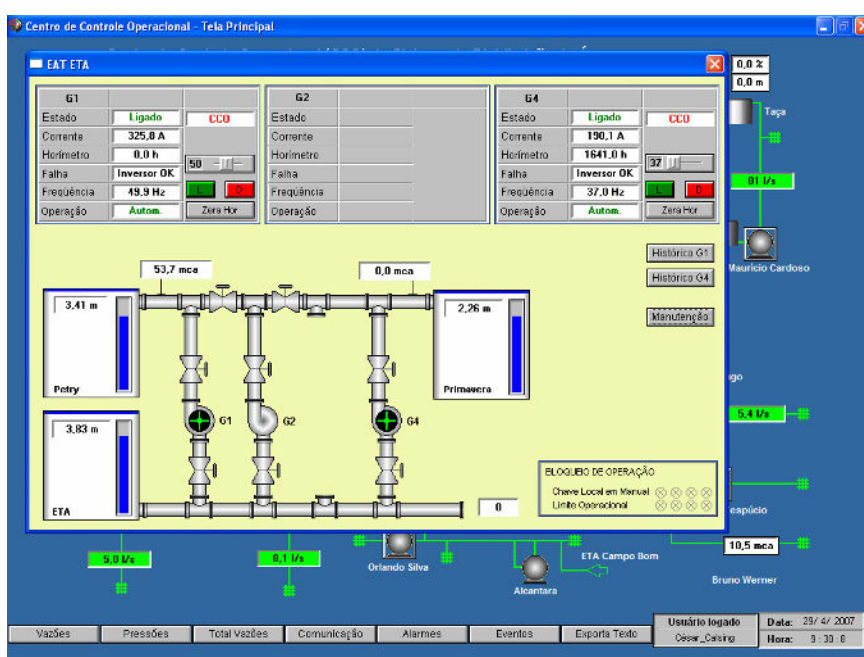 Centro de Controle Operacional - Tela Principal
EAT ETA
0,0 %
0,0 m
G1
Estado Ligado CCO
Corrente 325,8 A
Horímetro 0,0 h
50
Falha Inversor OK
Freqüência 49.9 Hz L D
Operação Autom. Zera Hor
G2
Estado
Corrente
Horímetro
Falha
Freqüência
Operação
G4
Estado Ligado CCO
Corrente 190,1 A
Horímetro 1641.0 h
37
Falha Inversor OK
Freqüência 37.0 Hz L D
Operação Autom. Zera Hor
Taça
81 l/s
Histórico G1
Histórico G4
Manutenção
Mauricio Cardoso
53,7 mca
0,0 mca
3,41 m
Petry
2,26 m
Primavera
G1
G2
G4
3,83 m
ETA
0
5,4 l/s
BLOQUEIO DE OPERAÇÃO
Chave Local em Manual
Limite Operacional
10,5 mca
5,0 l/s
8,1 l/s
Orlando Silva
Alcantara
ETA Campo Bom
Bruno Werner
Vazões Pressões Total Vazões Comunicação Alarmes Eventos Exporta Texto
Usuário logado
César_Calsing
Data: 29/ 4/ 2007
Hora: 9 : 30 : 8